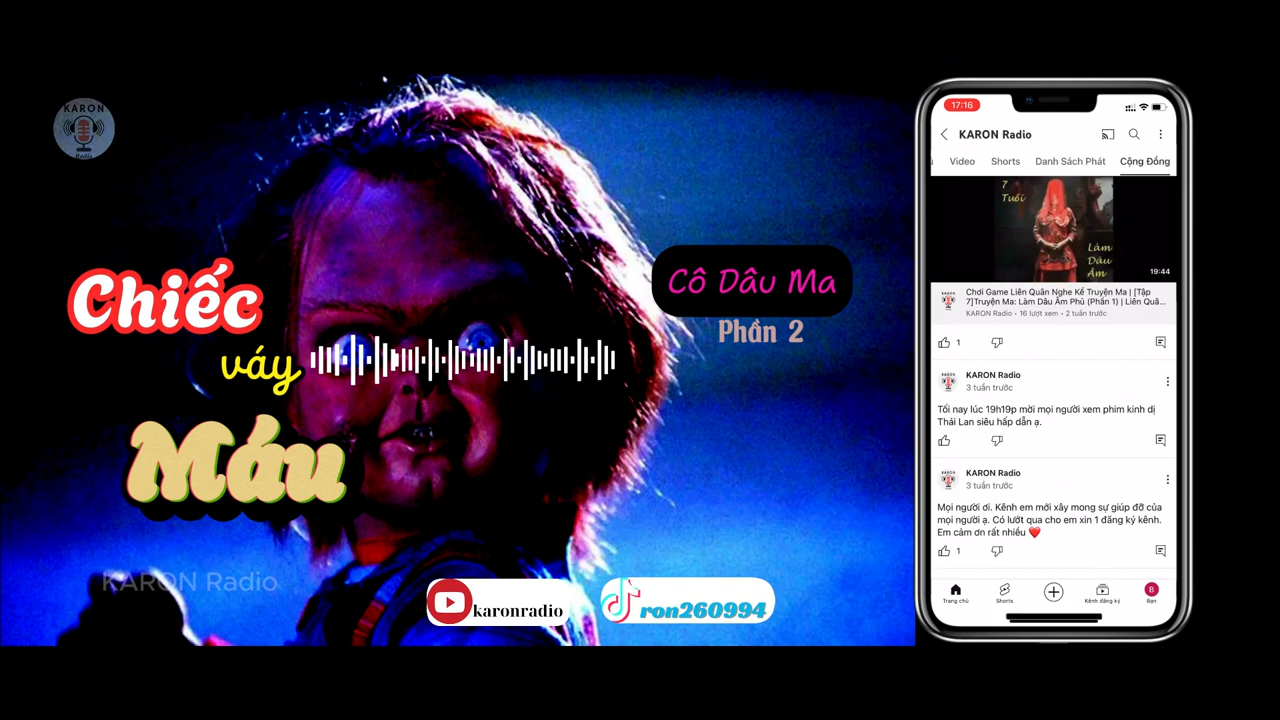 KARON
Radio
Chiếc
váy
Máu
Cô Dâu Ma
Phần 2
KARON Radio
karonradio
ron260994
17:16
KARON Radio
Video
Shorts
Danh Sách Phát
Cộng Đồng
7
Tuổi
Làm
Dâu
Âm
19:44
Chơi Game Liên Quân Nghe Kể Truyện Ma | [Tập
7]Truyện Ma: Làm Dâu Âm Phủ (Phần 1) | Liên Quâ...
KARON Radio • 16 lượt xem • 2 tuần trước
1
KARON Radio
3 tuần trước
Tối nay lúc 19h19p mời mọi người xem phim kinh dị
Thái Lan siêu hấp dẫn ạ.
KARON Radio
3 tuần trước
Mọi người ơi. Kênh em mới xây mong sự giúp đỡ của
mọi người ạ. Có lướt qua cho em xin 1 đăng ký kênh.
Em cảm ơn rất nhiều ❤️
1
Trang chủ
Shorts
Kênh đăng ký
B
Bạn